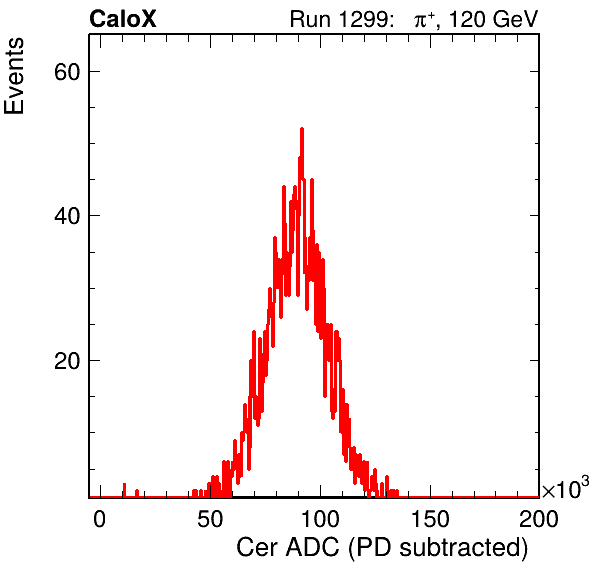 CaloX Run 1299: π⁺, 120 GeV
Events
60
40
20
0 50 100 150 200 ×10³
Cer ADC (PD subtracted)